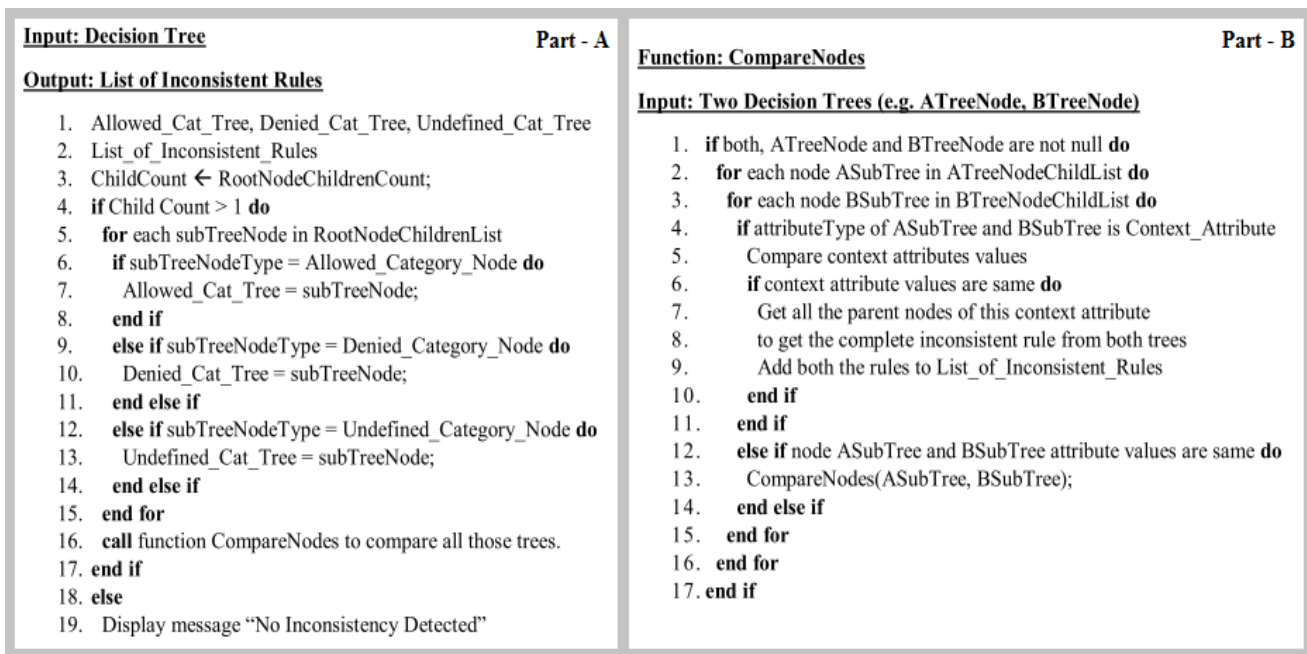 Input: Decision Tree
Part - A
Output: List of Inconsistent Rules
1. Allowed_Cat_Tree, Denied_Cat_Tree, Undefined_Cat_Tree
2. List_of_Inconsistent_Rules
3. ChildCount ← RootNodeChildrenCount;
4. if Child Count > 1 do
5. for each subTreeNode in RootNodeChildrenList
6. if subTreeNodeType = Allowed_Category_Node do
7. Allowed_Cat_Tree = subTreeNode;
8. end if
9. else if subTreeNodeType = Denied_Category_Node do
10. Denied_Cat_Tree = subTreeNode;
11. end else if
12. else if subTreeNodeType = Undefined_Category_Node do
13. Undefined_Cat_Tree = subTreeNode;
14. end else if
15. end for
16. call function CompareNodes to compare all those trees.
17. end if
18. else
19. Display message “No Inconsistency Detected”
Part - B
Function: CompareNodes
Input: Two Decision Trees (e.g. ATreeNode, BTreeNode)
1. if both, ATreeNode and BTreeNode are not null do
2. for each node ASubTree in ATreeNodeChildList do
3. for each node BSubTree in BTreeNodeChildList do
4. if attributeType of ASubTree and BSubTree is Context_Attribute
5. Compare context attributes values
6. if context attribute values are same do
7. Get all the parent nodes of this context attribute
8. to get the complete inconsistent rule from both trees
9. Add both the rules to List_of_Inconsistent_Rules
10. end if
11. end if
12. else if node ASubTree and BSubTree attribute values are same do
13. CompareNodes(ASubTree, BSubTree);
14. end else if
15. end for
16. end for
17. end if